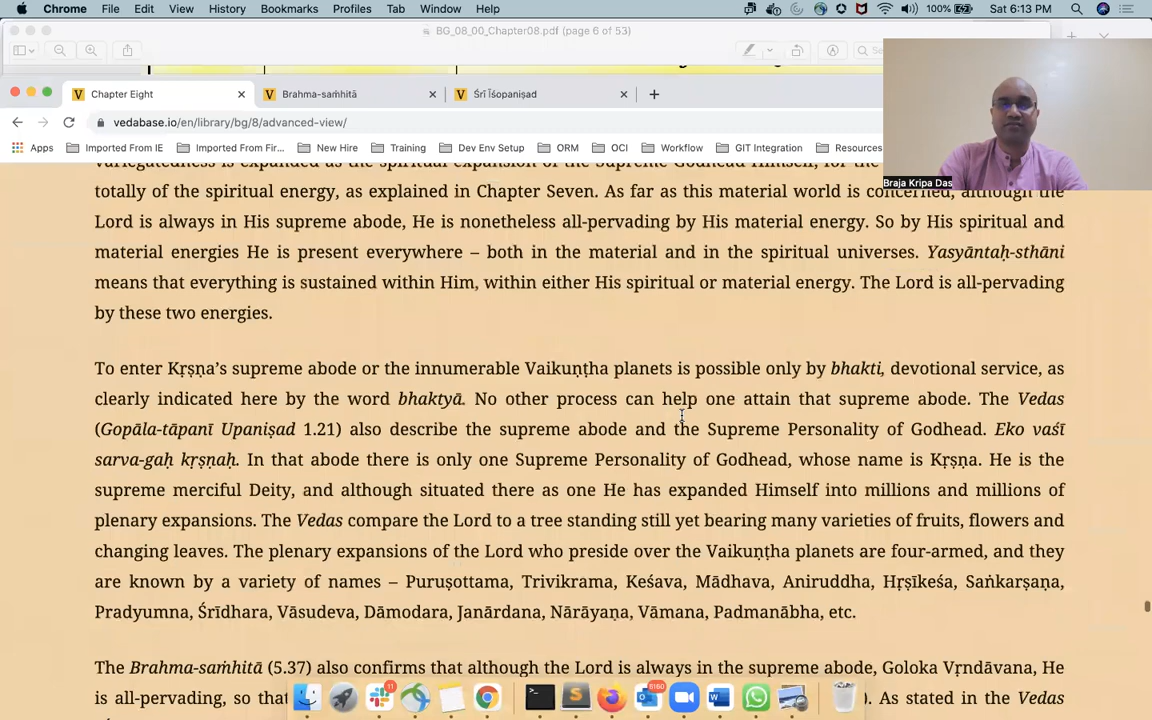 Chrome File Edit View History Bookmarks Profiles Tab Window Help 100% Sat 6:13 PM
BG_08_00_Chapter08.pdf (page 6 of 53)
Chapter Eight Brahma-saṁhitā Śrī Īśopaniṣad
vedabase.io/en/library/bg/8/advanced-view/
Apps Imported From IE Imported From Fir... New Hire Training Dev Env Setup ORM OCI Workflow GIT Integration Resources
Braja Kripa Das
variegatedness is expanded as the spiritual expansion of the Supreme Godhead Himself, for the
totally of the spiritual energy, as explained in Chapter Seven. As far as this material world is concerned, although the
Lord is always in His supreme abode, He is nonetheless all-pervading by His material energy. So by His spiritual and
material energies He is present everywhere – both in the material and in the spiritual universes. Yasyāntaḥ-sthāni
means that everything is sustained within Him, within either His spiritual or material energy. The Lord is all-pervading
by these two energies.
To enter Kṛṣṇa’s supreme abode or the innumerable Vaikuṇṭha planets is possible only by bhakti, devotional service, as
clearly indicated here by the word bhaktyā. No other process can help one attain that supreme abode. The Vedas
(Gopāla-tāpanī Upaniṣad 1.21) also describe the supreme abode and the Supreme Personality of Godhead. Eko vaśī
sarva-gaḥ kṛṣṇaḥ. In that abode there is only one Supreme Personality of Godhead, whose name is Kṛṣṇa. He is the
supreme merciful Deity, and although situated there as one He has expanded Himself into millions and millions of
plenary expansions. The Vedas compare the Lord to a tree standing still yet bearing many varieties of fruits, flowers and
changing leaves. The plenary expansions of the Lord who preside over the Vaikuṇṭha planets are four-armed, and they
are known by a variety of names – Puruṣottama, Trivikrama, Keśava, Mādhava, Aniruddha, Hṛṣīkeśa, Saṅkarṣaṇa,
Pradyumna, Śrīdhara, Vāsudeva, Dāmodara, Janārdana, Nārāyaṇa, Vāmana, Padmanābha, etc.
The Brahma-saṁhitā (5.37) also confirms that although the Lord is always in the supreme abode, Goloka Vṛndāvana, He
is all-pervading, so that As stated in the Vedas